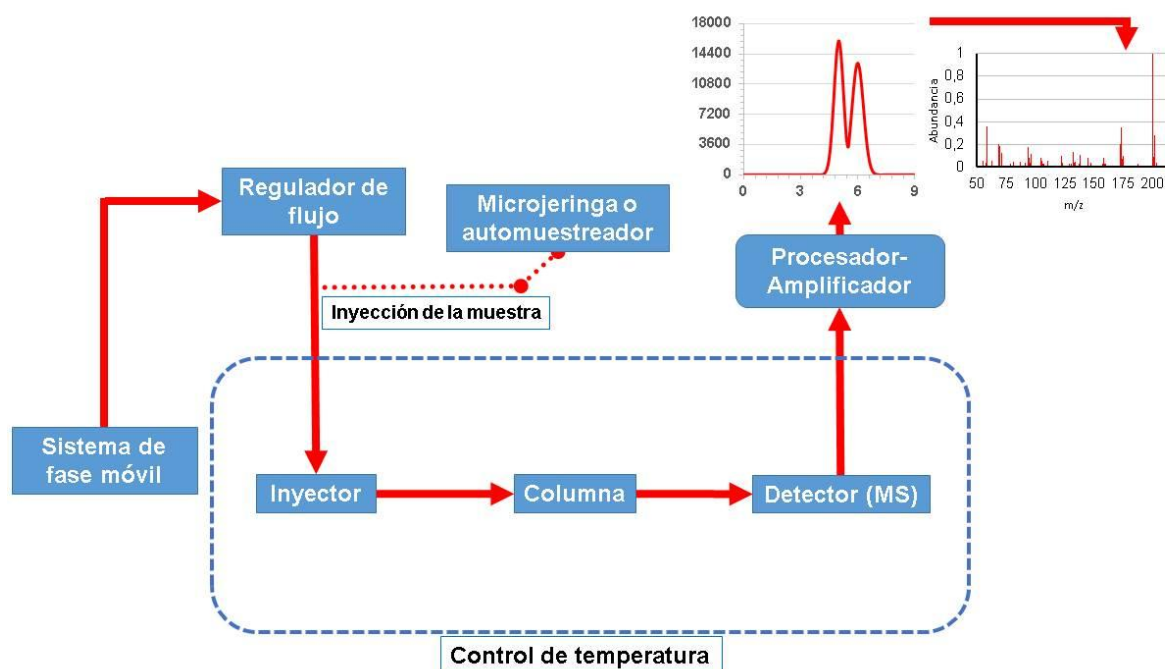 18000
14400
10800
7200
3600
0
0 3 6 9
Abundancia
1
0,8
0,6
0,4
0,2
0
50 75 100 125 150 175 200
m/z
Regulador de
flujo
Microjeringa o
automuestreador
Procesador-
Amplificador
Inyección de la muestra
Sistema de
fase móvil
Inyector
Columna
Detector (MS)
Control de temperatura